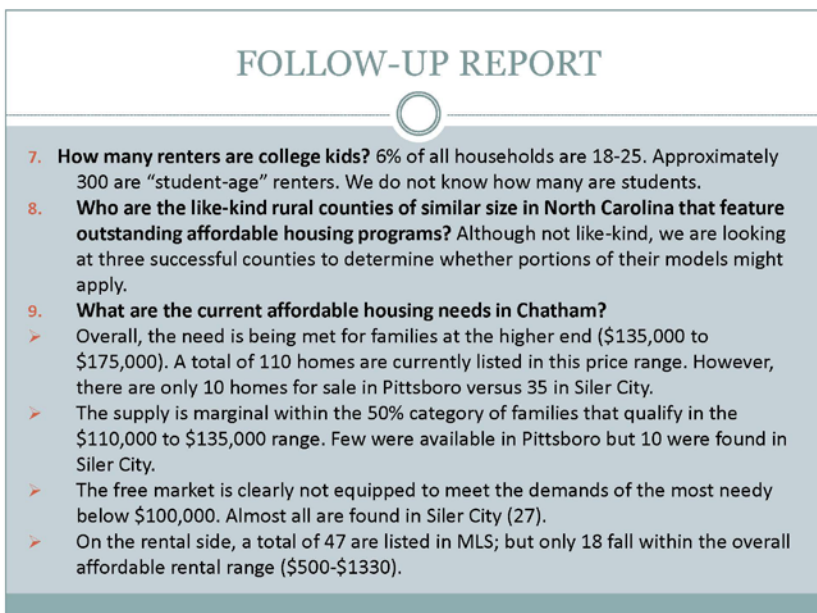 FOLLOW-UP REPORT
7. How many renters are college kids? 6% of all households are 18-25. Approximately
300 are “student-age” renters. We do not know how many are students.
8. Who are the like-kind rural counties of similar size in North Carolina that feature
outstanding affordable housing programs? Although not like-kind, we are looking
at three successful counties to determine whether portions of their models might
apply.
9. What are the current affordable housing needs in Chatham?
➢ Overall, the need is being met for families at the higher end ($135,000 to
$175,000). A total of 110 homes are currently listed in this price range. However,
there are only 10 homes for sale in Pittsboro versus 35 in Siler City.
➢ The supply is marginal within the 50% category of families that qualify in the
$110,000 to $135,000 range. Few were available in Pittsboro but 10 were found in
Siler City.
➢ The free market is clearly not equipped to meet the demands of the most needy
below $100,000. Almost all are found in Siler City (27).
➢ On the rental side, a total of 47 are listed in MLS; but only 18 fall within the overall
affordable rental range ($500-$1330).